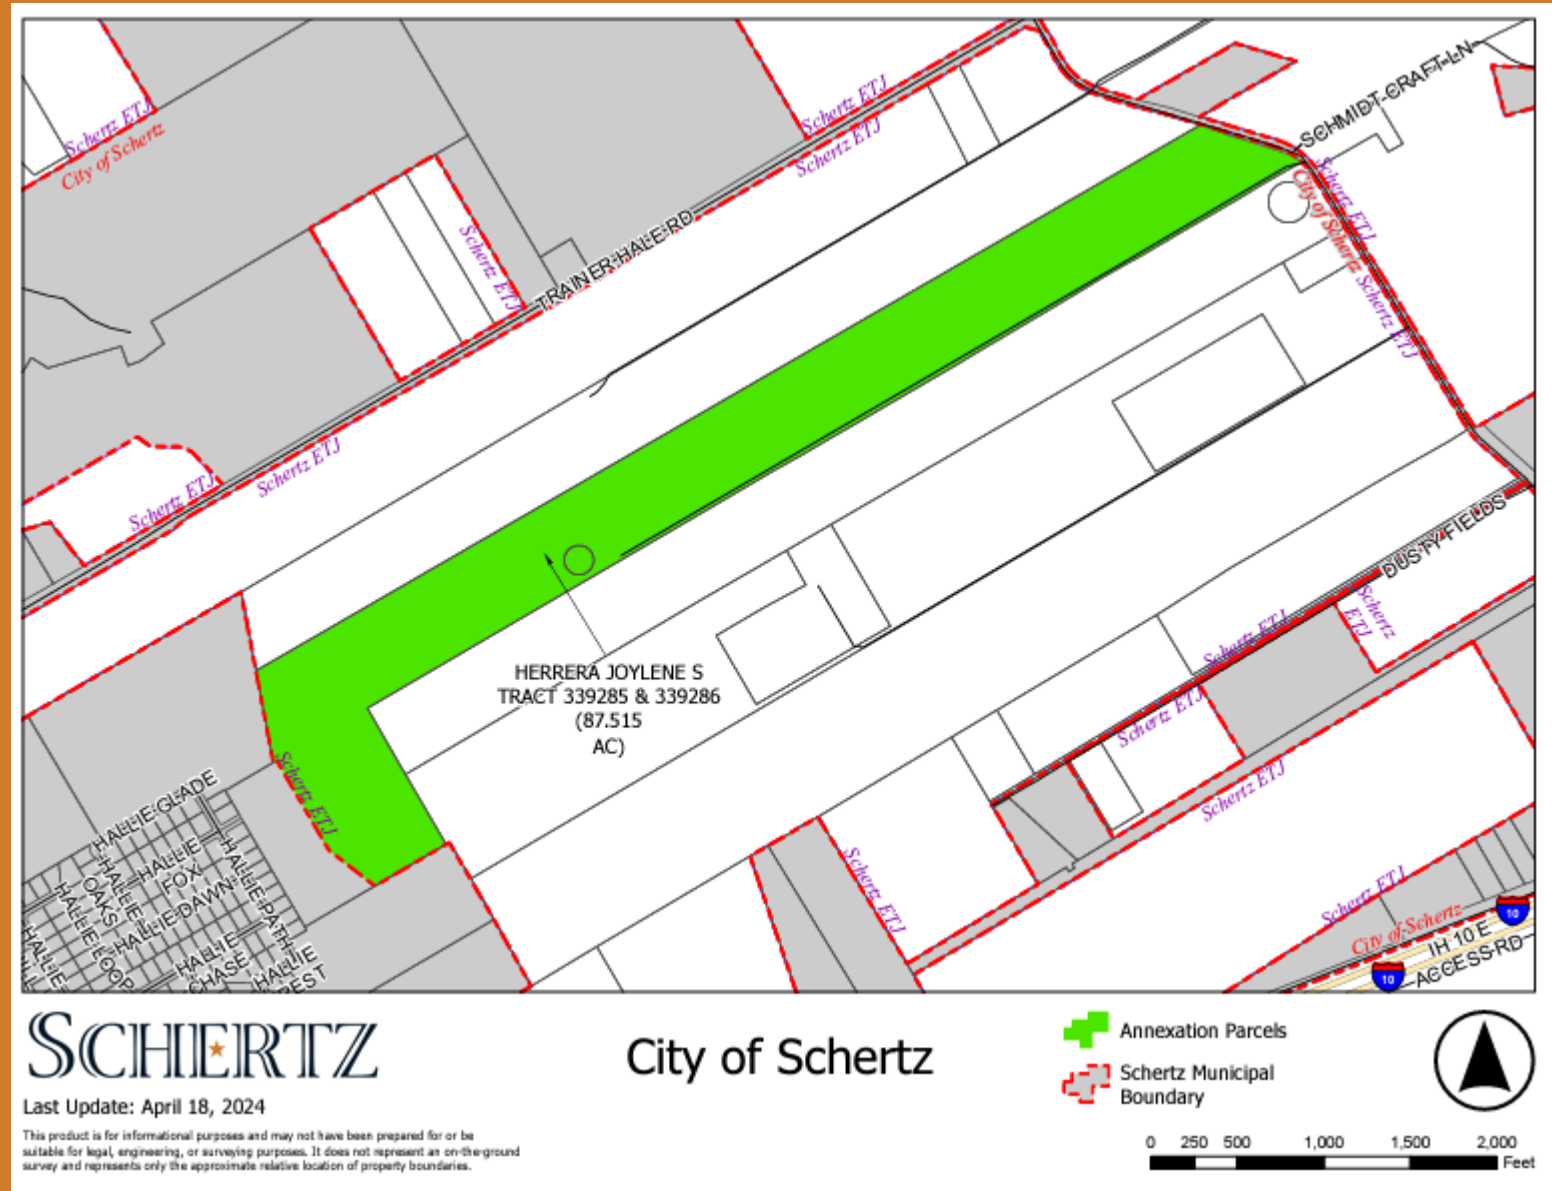 SCHMIDT-CRAFT-LN
Schertz ETJ
City of Schertz
Schertz ETJ
Schertz ETJ
Schertz ETJ
City of Schertz
Schertz ETJ
TRAINER-HALE-RD
Schertz ETJ
Schertz ETJ
Schertz ETJ
Schertz ETJ
DUSTY FIELDS
Schertz
ETJ
Schertz ETJ
HERRERA JOYLENE S
TRACT 339285 & 339286
(87.515
AC)
Schertz ETJ
Schertz ETJ
Schertz ETJ
HALLIE-GLADE
HALLIE
FOX
HALLIE
OAKS
HALLIE-DAWN
HALLIE-PATH
HALLIE LOOP
HALLIE
CHASE
HALLIE
HALLIE
Schertz ETJ
Schertz ETJ
City of Schertz
10
IH 10 E
ACCESS-RD
10
SCHERTZ
City of Schertz
Annexation Parcels
Schertz Municipal
Boundary
Last Update: April 18, 2024
This product is for informational purposes and may not have been prepared for or be
suitable for legal, engineering, or surveying purposes. It does not represent an on-the-ground
survey and represents only the approximate relative location of property boundaries.
0 250 500 1,000 1,500 2,000
Feet